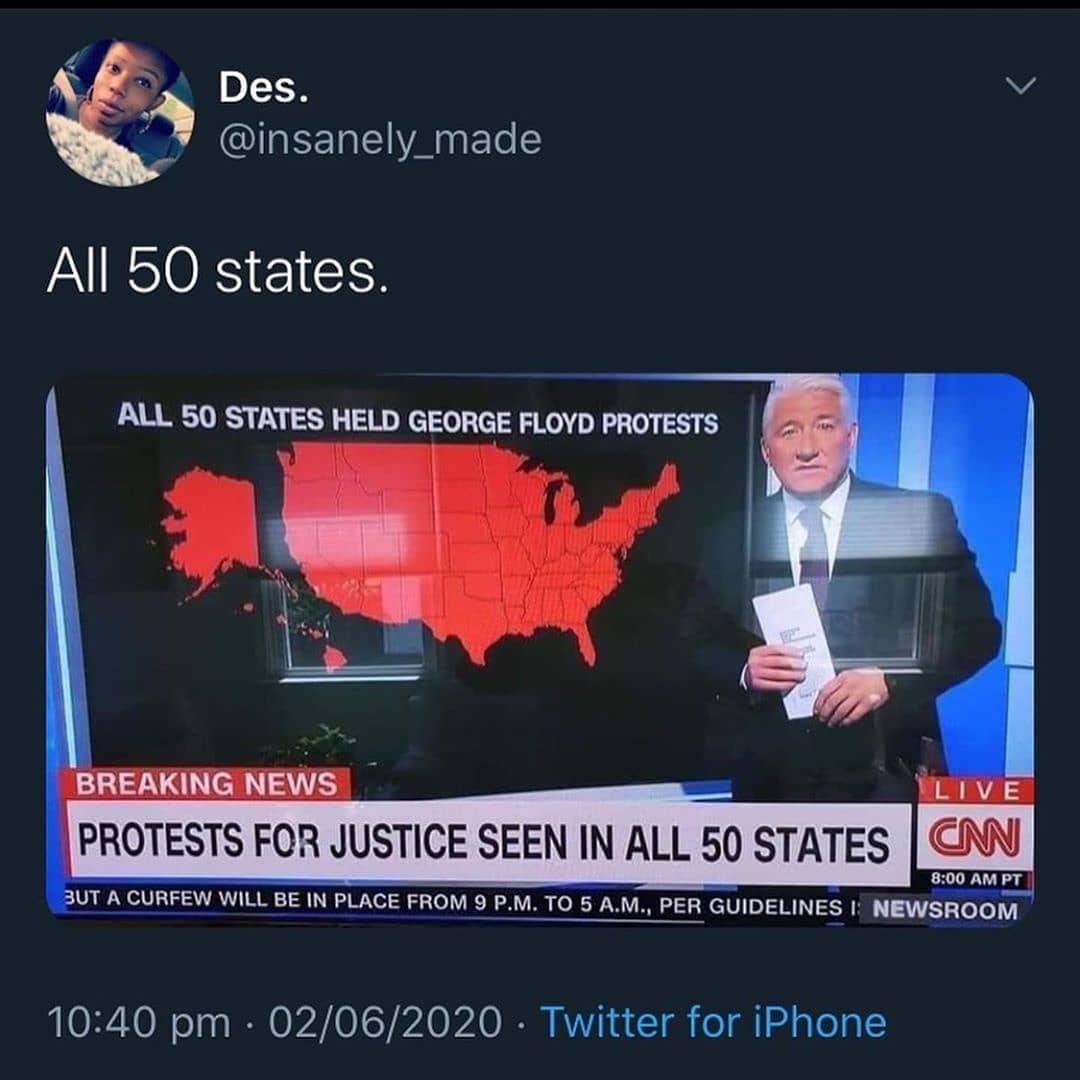 Des.
@insanely_made
All 50 states.
ALL 50 STATES HELD GEORGE FLOYD PROTESTS
BREAKING NEWS
LIVE
PROTESTS FOR JUSTICE SEEN IN ALL 50 STATES
CNN
8:00 AM PT
BUT A CURFEW WILL BE IN PLACE FROM 9 P.M. TO 5 A.M., PER GUIDELINES
NEWSROOM
10:40 pm · 02/06/2020 · Twitter for iPhone